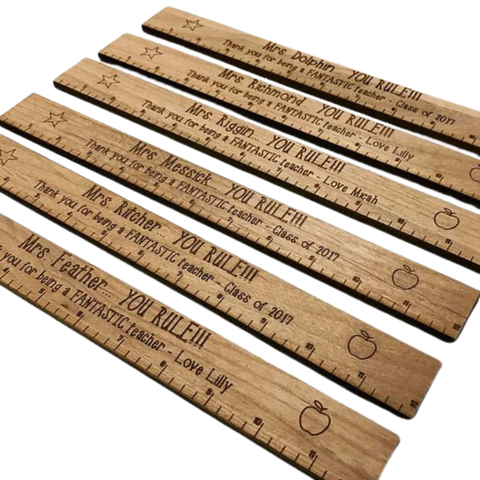 Mrs. Dolphin... YOU RULE!!!
Thank you for being a FANTASTIC teacher - Class of 2017
Mrs. Richmond... YOU RULE!!!
Thank you for being a FANTASTIC teacher - Love Lilly
Mrs. Riggin... YOU RULE!!!
Thank you for being a FANTASTIC teacher - Love Micah
Mrs. Messick... YOU RULE!!!
Thank you for being a FANTASTIC teacher - Class of 2017
Mrs. Ritcher... YOU RULE!!!
Thank you for being a FANTASTIC teacher - Class of 2017
Mrs. Feather... YOU RULE!!!
you for being a FANTASTIC teacher - Love Lilly